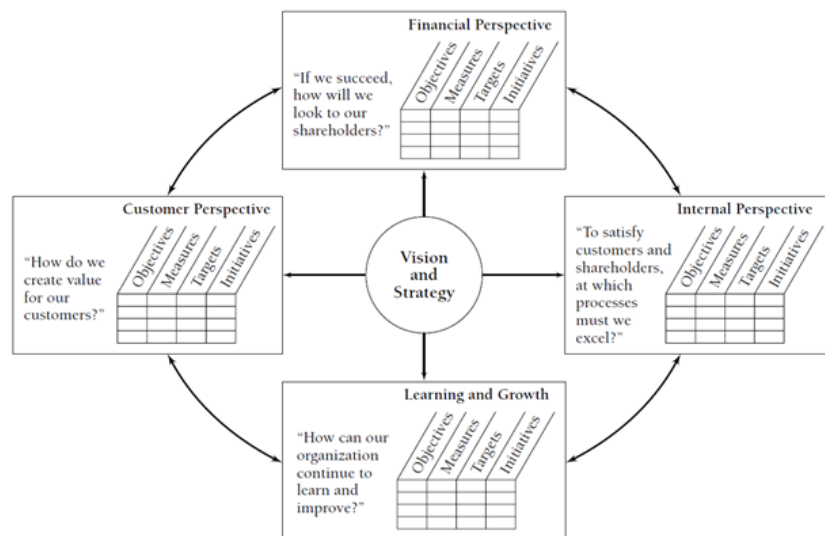 Financial Perspective
“If we succeed,
how will we
look to our
shareholders?”
Objectives
Measures
Targets
Initiatives
Customer Perspective
“How do we
create value
for our
customers?”
Objectives
Measures
Targets
Initiatives
Vision
and
Strategy
Internal Perspective
“To satisfy
customers and
shareholders,
at which
processes
must we
excel?”
Objectives
Measures
Targets
Initiatives
Learning and Growth
“How can our
organization
continue to
learn and
improve?”
Objectives
Measures
Targets
Initiatives